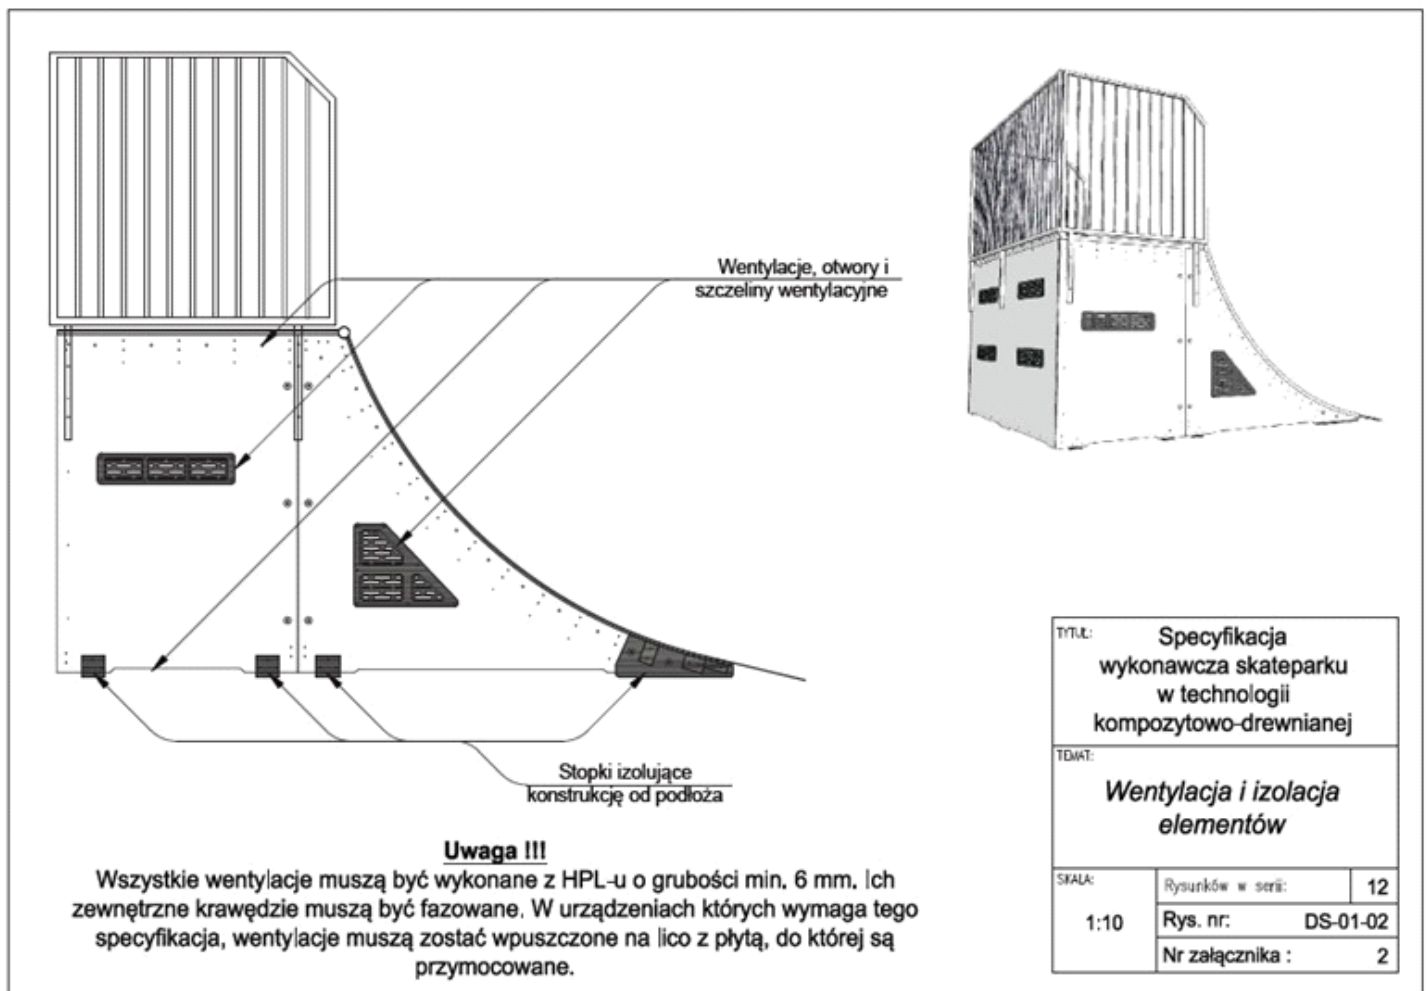 Wentylacje, otwory i
szczeliny wentylacyjne
Stopki izolujące
konstrukcję od podłoża
Uwaga !!!
Wszystkie wentylacje muszą być wykonane z HPL-u o grubości min. 6 mm. Ich
zewnętrzne krawędzie muszą być fazowane. W urządzeniach których wymaga tego
specyfikacja, wentylacje muszą zostać wpuszczone na lico z płytą, do której są
przymocowane.
TYTUŁ:
Specyfikacja
wykonawcza skateparku
w technologii
kompozytowo-drewnianej
TEMAT:
Wentylacja i izolacja
elementów
SKALA:
1:10
Rysunków w serii: 12
Rys. nr: DS-01-02
Nr załącznika : 2